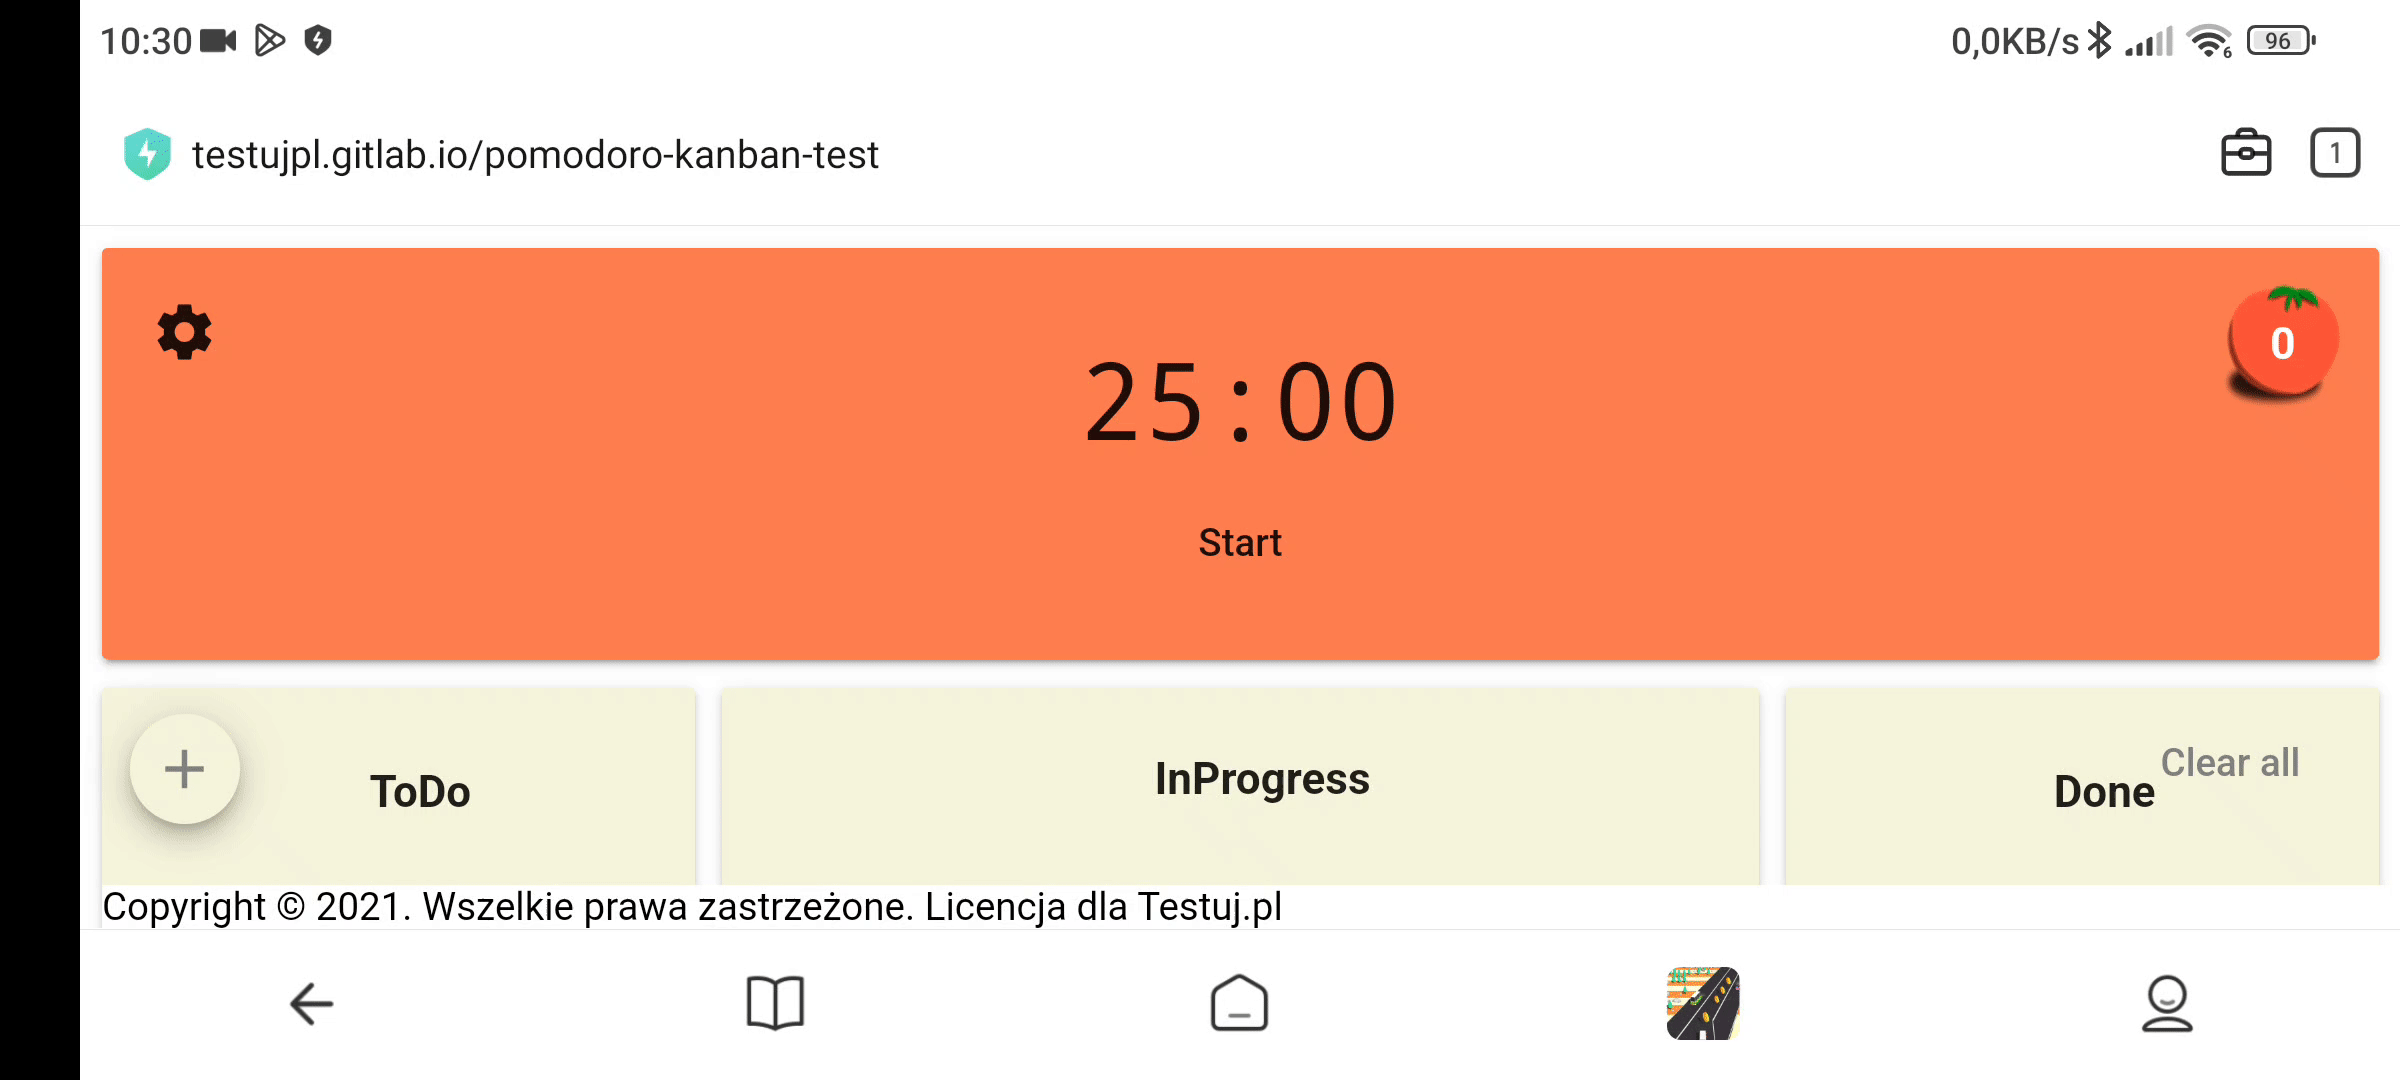 10:30
0,0KB/s
6
96
testujpl.gitlab.io/pomodoro-kanban-test
1
0
25:00
Start
+
ToDo
InProgress
Done
Clear all
Copyright © 2021. Wszelkie prawa zastrzeżone. Licencja dla Testuj.pl